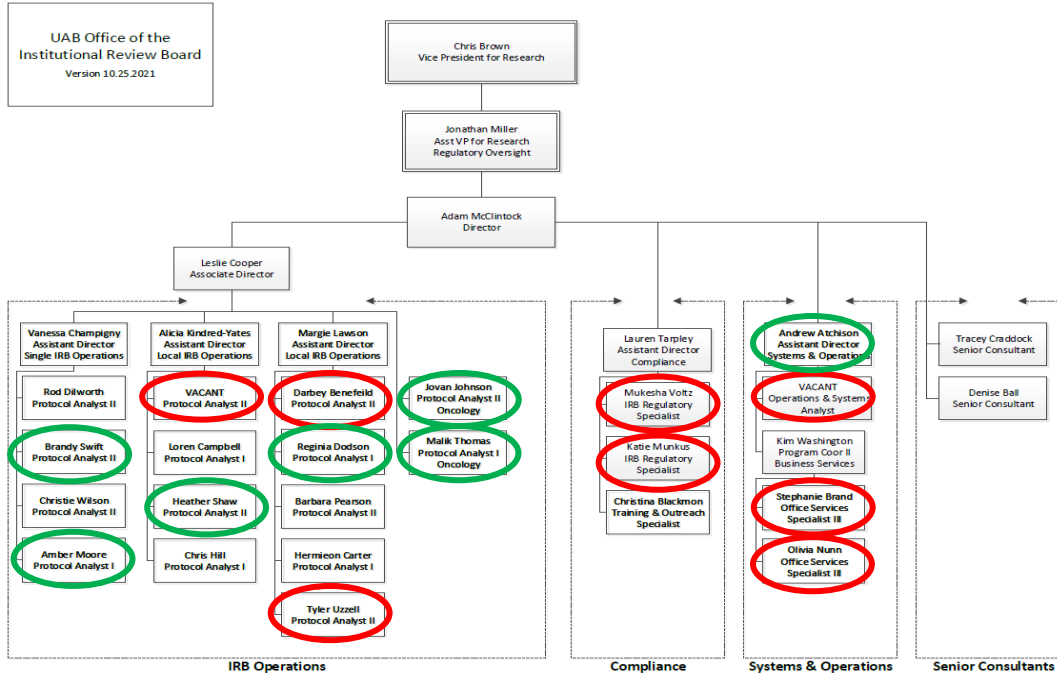 UAB Office of the
Institutional Review Board
Version 10.25.2021
Chris Brown
Vice President for Research
Jonathan Miller
Asst VP for Research
Regulatory Oversight
Adam McClintock
Director
Leslie Cooper
Associate Director
Vanessa Champigny
Assistant Director
Single IRB Operations
Rod Dilworth
Protocol Analyst II
Brandy Swift
Protocol Analyst II
Christie Wilson
Protocol Analyst II
Amber Moore
Protocol Analyst I
Alicia Kindred-Yates
Assistant Director
Local IRB Operations
VACANT
Protocol Analyst II
Loren Campbell
Protocol Analyst I
Heather Shaw
Protocol Analyst II
Chris Hill
Protocol Analyst I
Margie Lawson
Assistant Director
Local IRB Operations
Darbey Benefeild
Protocol Analyst II
Reginia Dodson
Protocol Analyst I
Barbara Pearson
Protocol Analyst II
Hermieon Carter
Protocol Analyst I
Tyler Uzzell
Protocol Analyst II
Jovan Johnson
Protocol Analyst II
Oncology
Malik Thomas
Protocol Analyst I
Oncology
IRB Operations
Lauren Tarpley
Assistant Director
Compliance
Mukesha Voltz
IRB Regulatory
Specialist
Katie Munkus
IRB Regulatory
Specialist
Christina Blackmon
Training & Outreach
Specialist
Compliance
Andrew Atchison
Assistant Director
Systems & Operations
VACANT
Operations & Systems
Analyst
Kim Washington
Program Coor II
Business Services
Stephanie Brand
Office Services
Specialist III
Olivia Nunn
Office Services
Specialist III
Systems & Operations
Tracey Craddock
Senior Consultant
Denise Ball
Senior Consultant
Senior Consultants